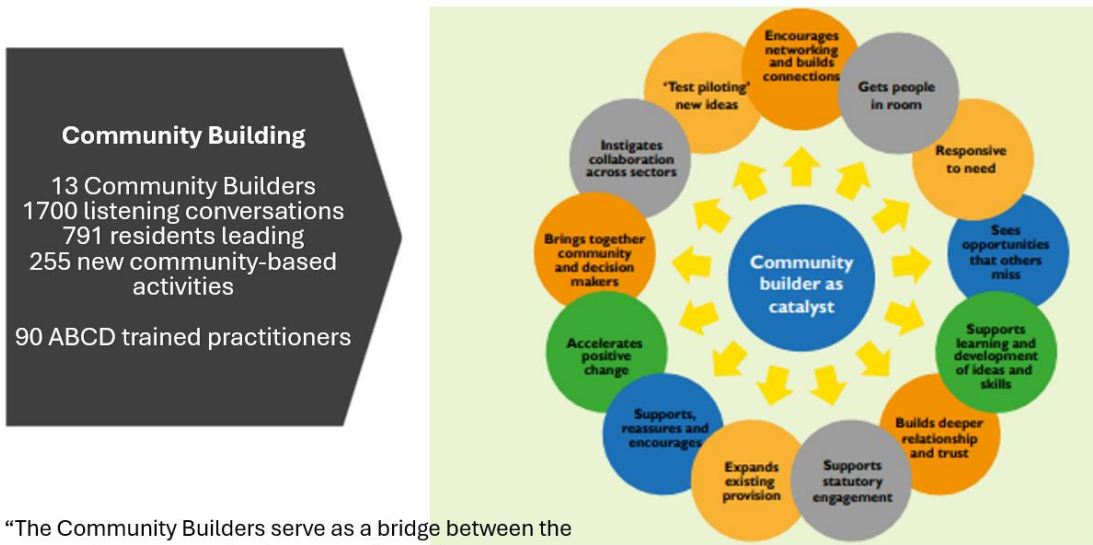 Community Building
13 Community Builders
1700 listening conversations
791 residents leading
255 new community-based
activities
90 ABCD trained practitioners
Encourages
networking
and builds
connections
Gets people
in room
Responsive
to need
Sees
opportunities
that others
miss
Supports
learning and
development
of ideas and
skills
Builds deeper
relationship
and trust
Supports
statutory
engagement
Expands
existing
provision
Supports,
reassures and
encourages
Accelerates
positive
change
Brings together
community
and decision
makers
Instigates
collaboration
across sectors
‘Test piloting’
new ideas
Community
builder as
catalyst
“The Community Builders serve as a bridge between the